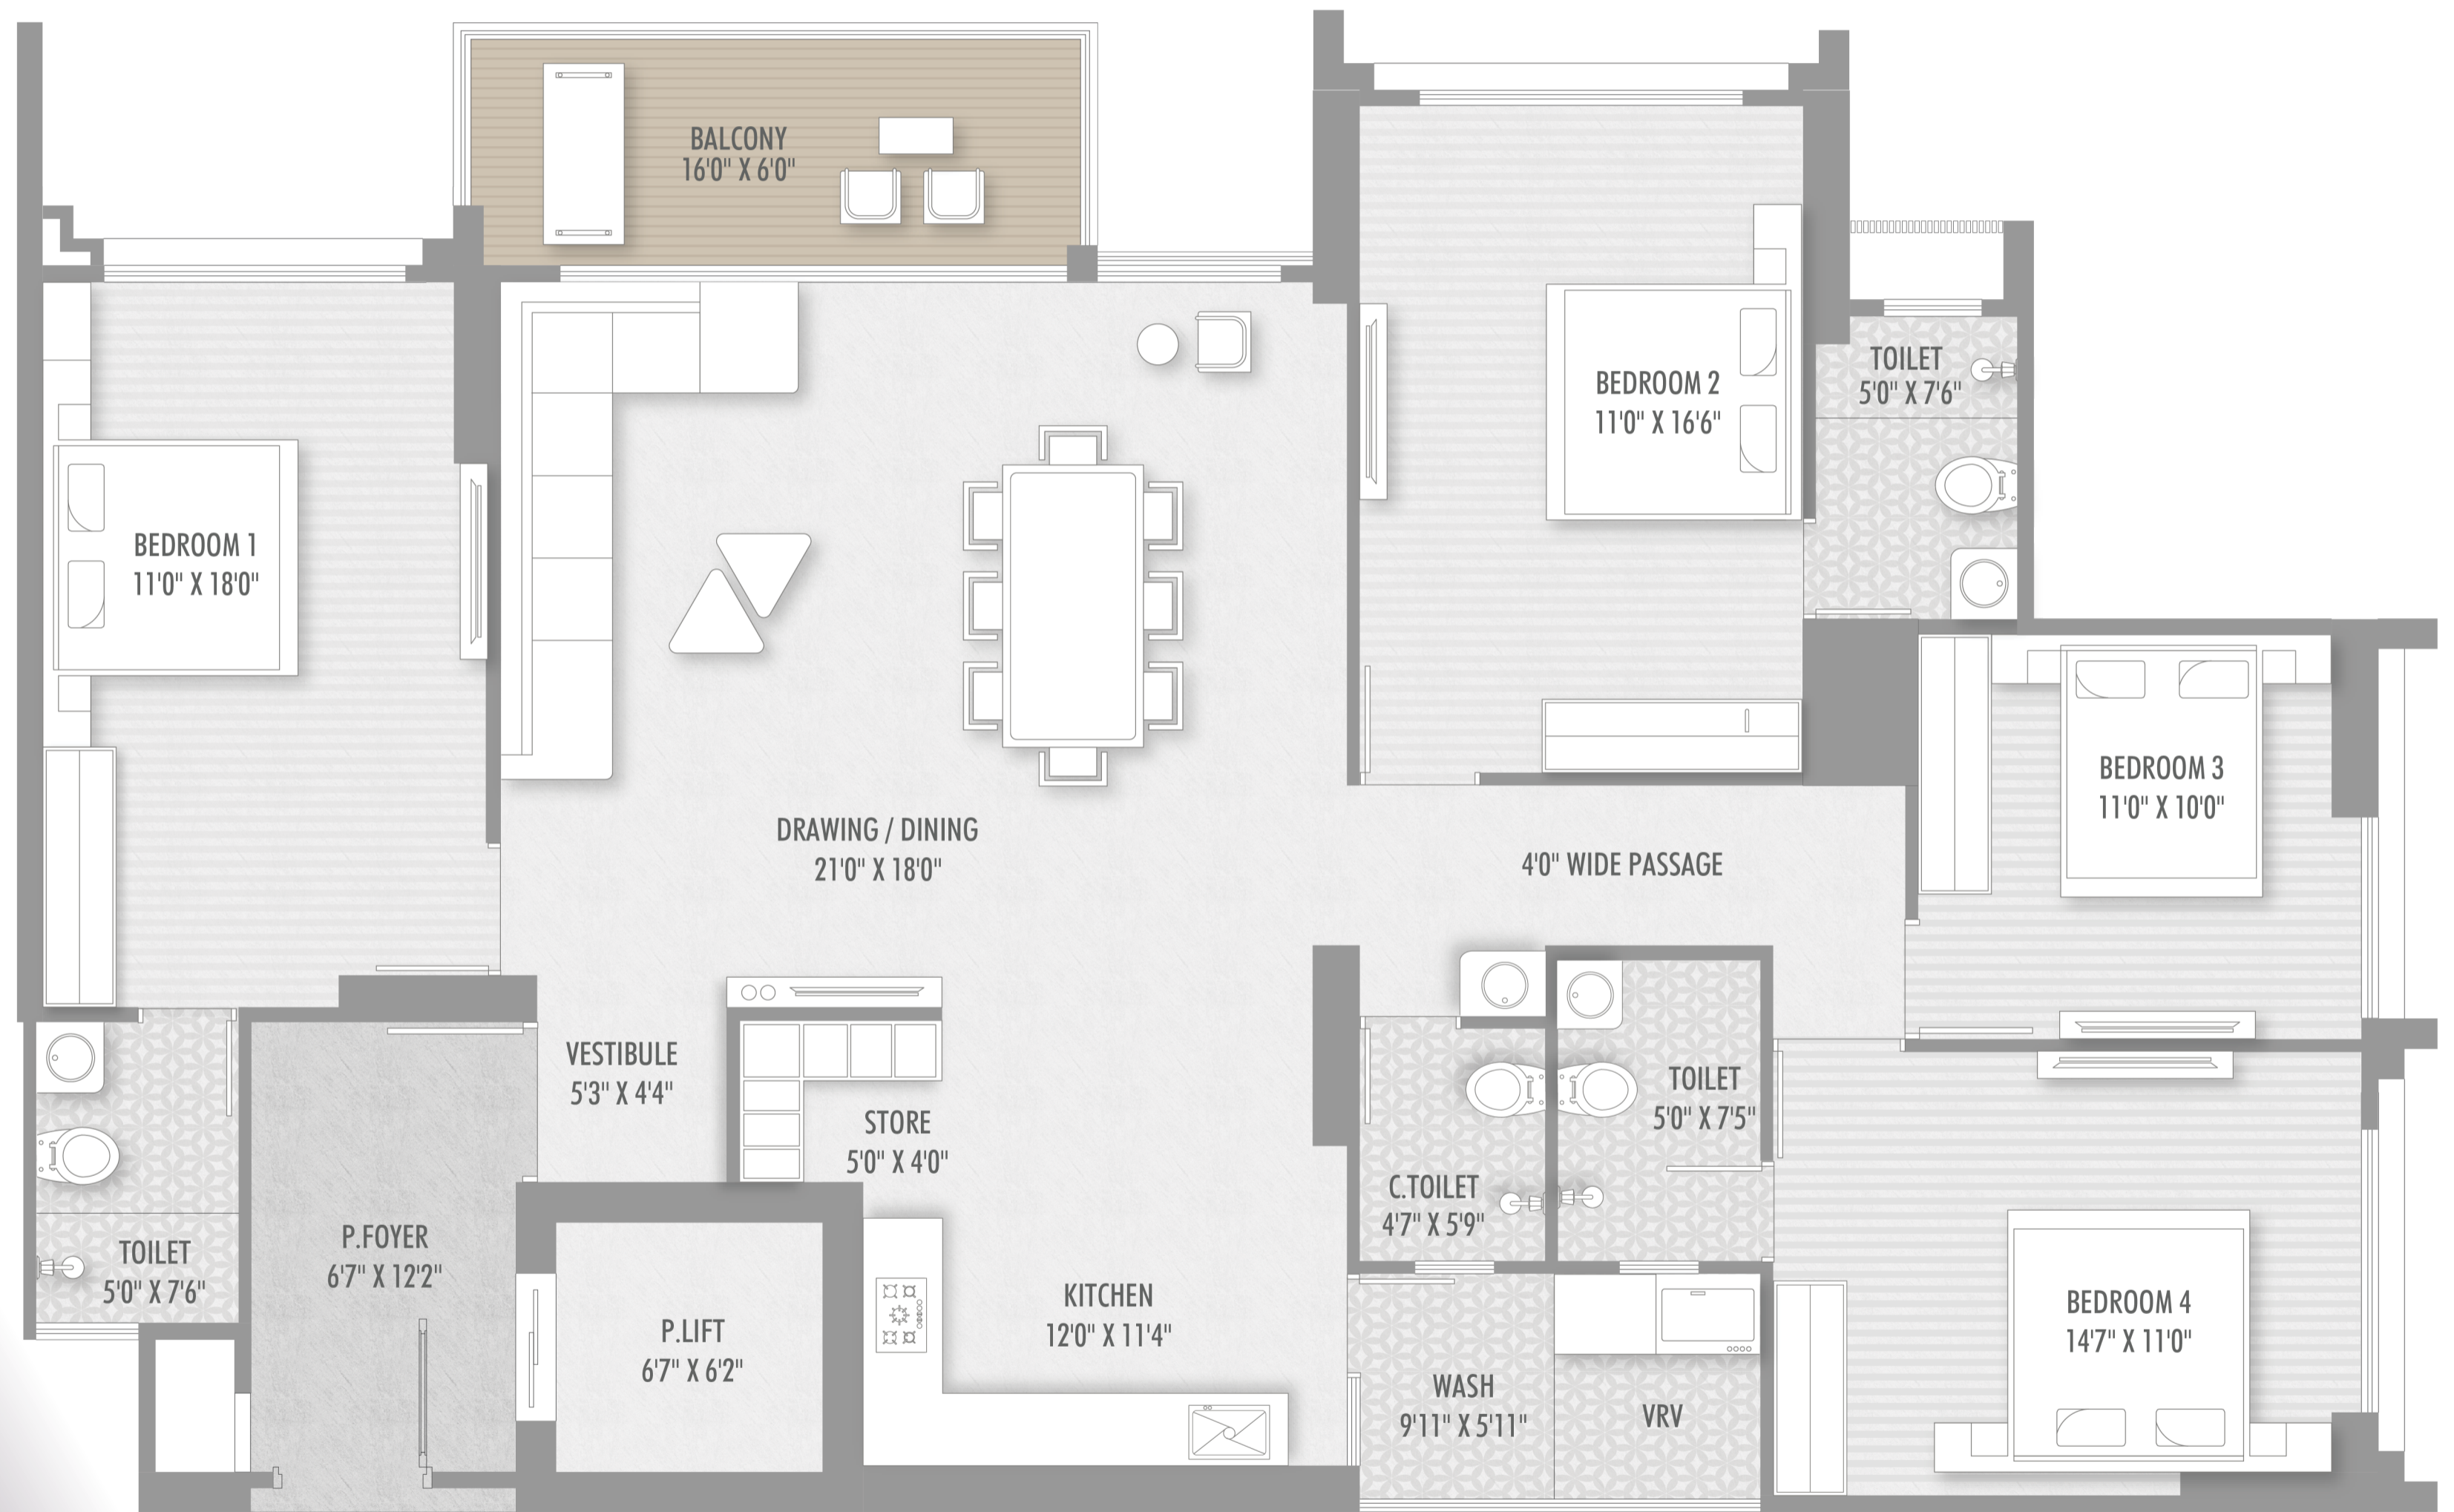 BALCONY
16'0" X 6'0"
TOILET
5'0" X 7'6"
BEDROOM 2
11'0" X 16'6"
BEDROOM 1
11'0" X 18'0"
BEDROOM 3
11'0" X 10'0"
DRAWING / DINING
21'0" X 18'0"
4'0" WIDE PASSAGE
VESTIBULE
5'3" X 4'4"
STORE
5'0" X 4'0"
TOILET
5'0" X 7'5"
C.TOILET
4'7" X 5'9"
P.FOYER
6'7" X 12'2"
TOILET
5'0" X 7'6"
P.LIFT
6'7" X 6'2"
KITCHEN
12'0" X 11'4"
BEDROOM 4
14'7" X 11'0"
WASH
9'11" X 5'11"
VRV